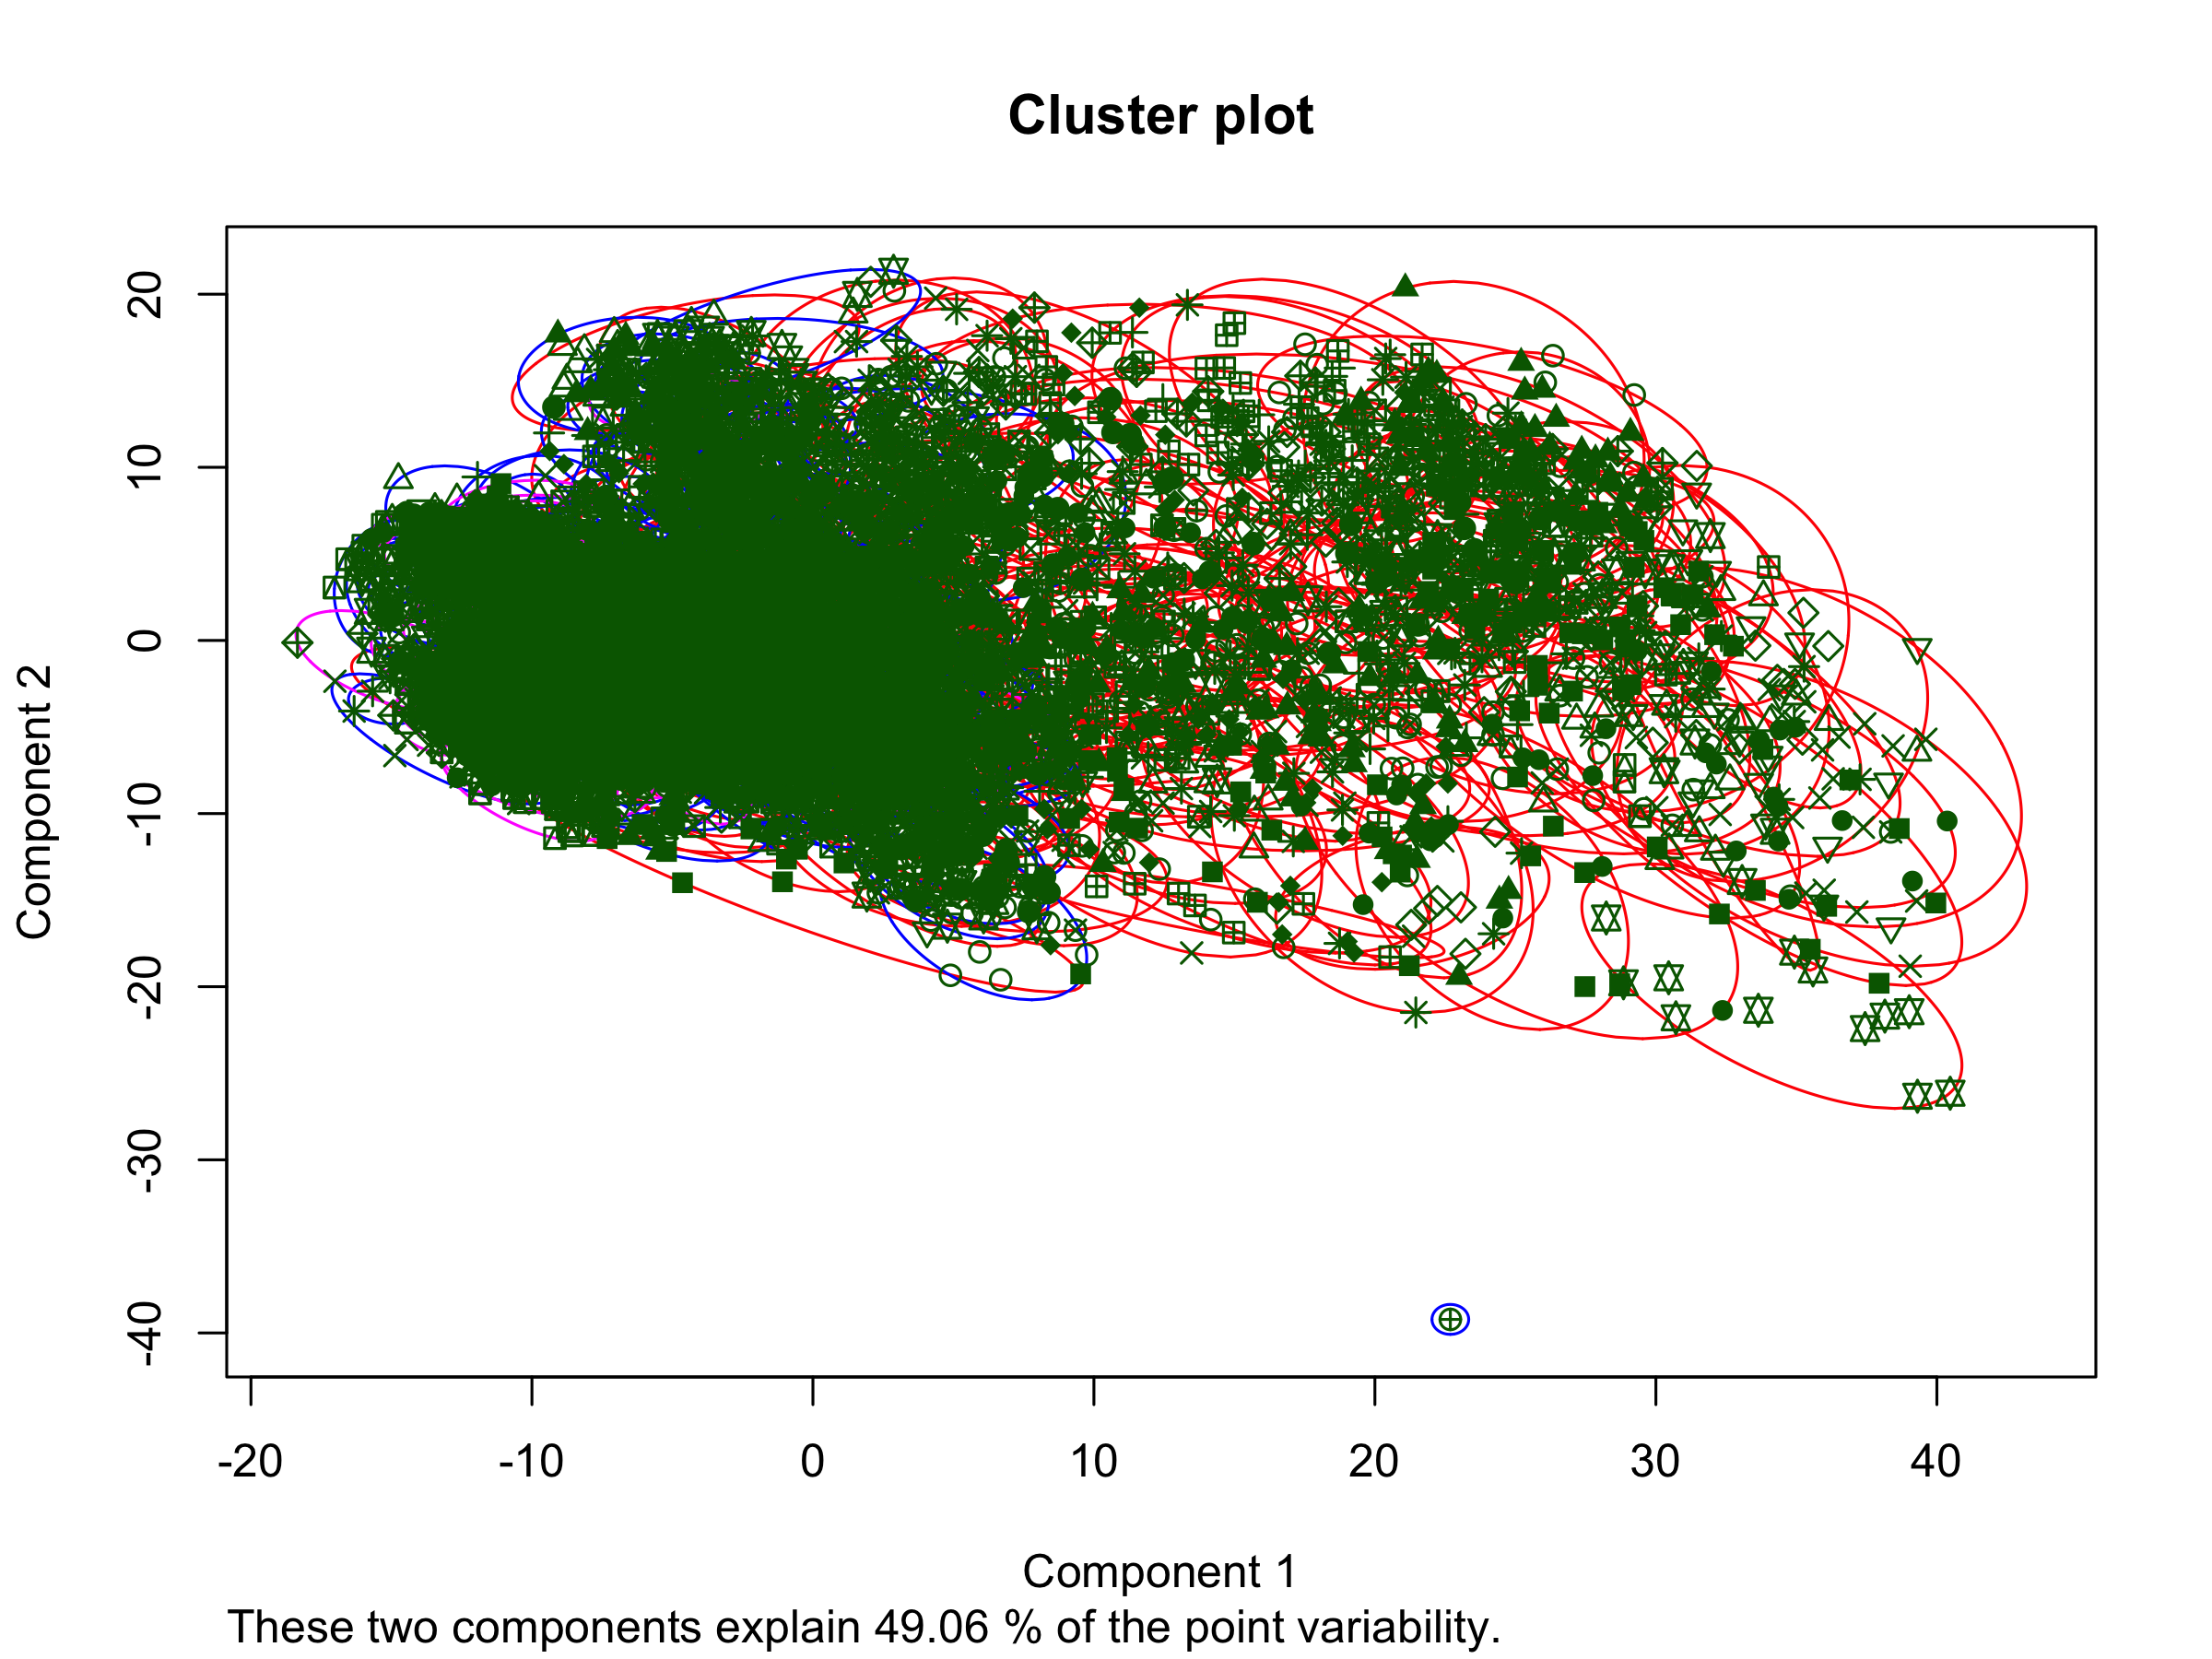 Cluster plot
20
10
0
-10
-20
-30
-40
Component 2
-20 -10 0 10 20 30 40
Component 1
These two components explain 49.06 % of the point variability.